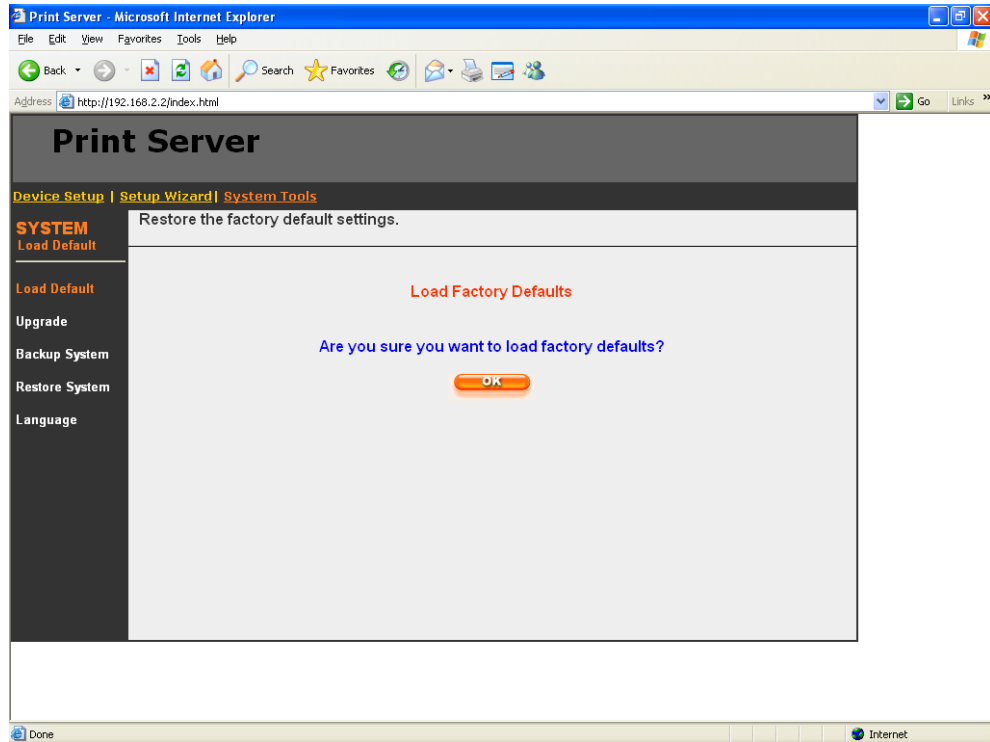 Print Server - Microsoft Internet Explorer
File Edit View Favorites Tools Help
Back Search Favorites
Address http://192.168.2.2/index.html Go Links »
Print Server
Device Setup | Setup Wizard| System Tools
SYSTEM
Load Default
Restore the factory default settings.
Load Default
Upgrade
Backup System
Restore System
Language
Load Factory Defaults
Are you sure you want to load factory defaults?
OK
Done Internet